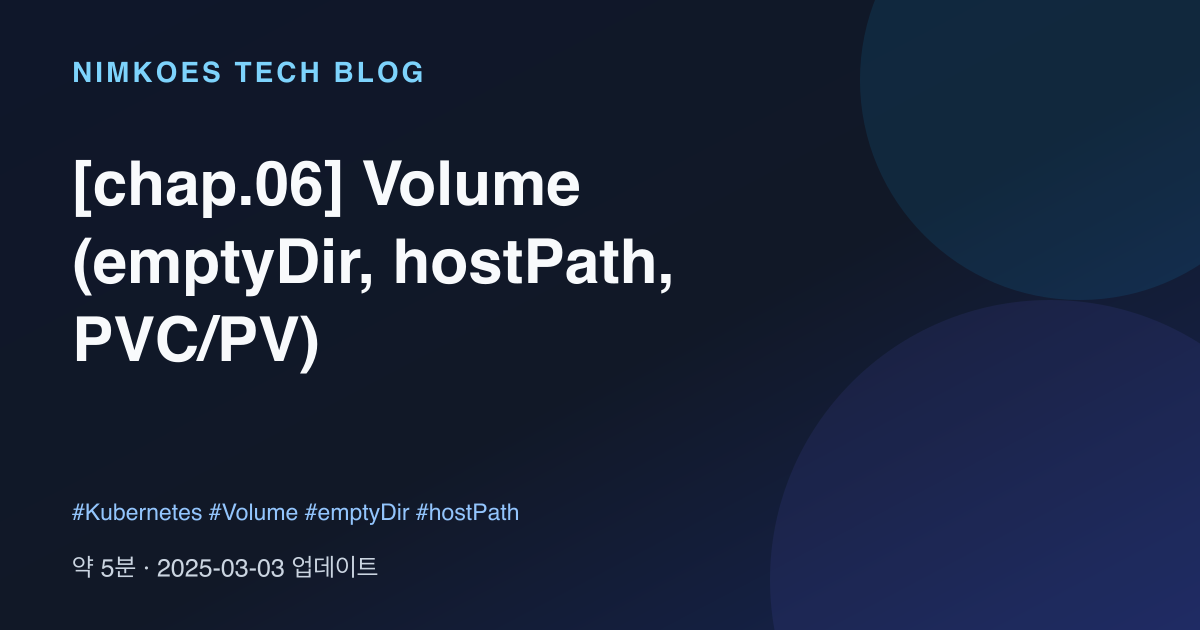 NIMKOES TECH BLOG
[chap.06] Volume
(emptyDir, hostPath,
PVC/PV)
#Kubernetes #Volume #emptyDir #hostPath
약 5분 · 2025-03-03 업데이트